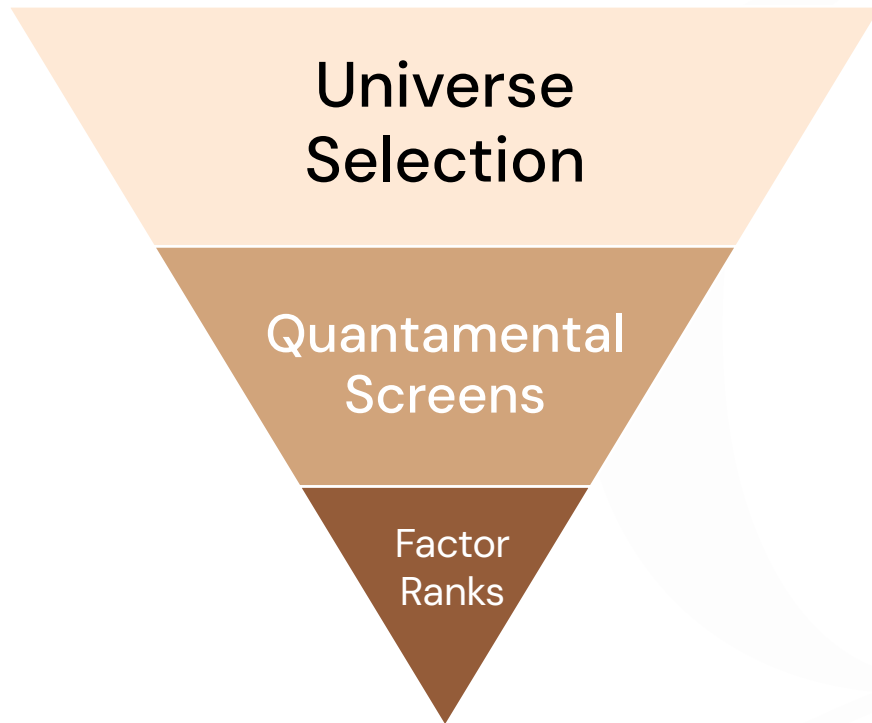 Universe
Selection
Quantamental
Screens
Factor
Ranks